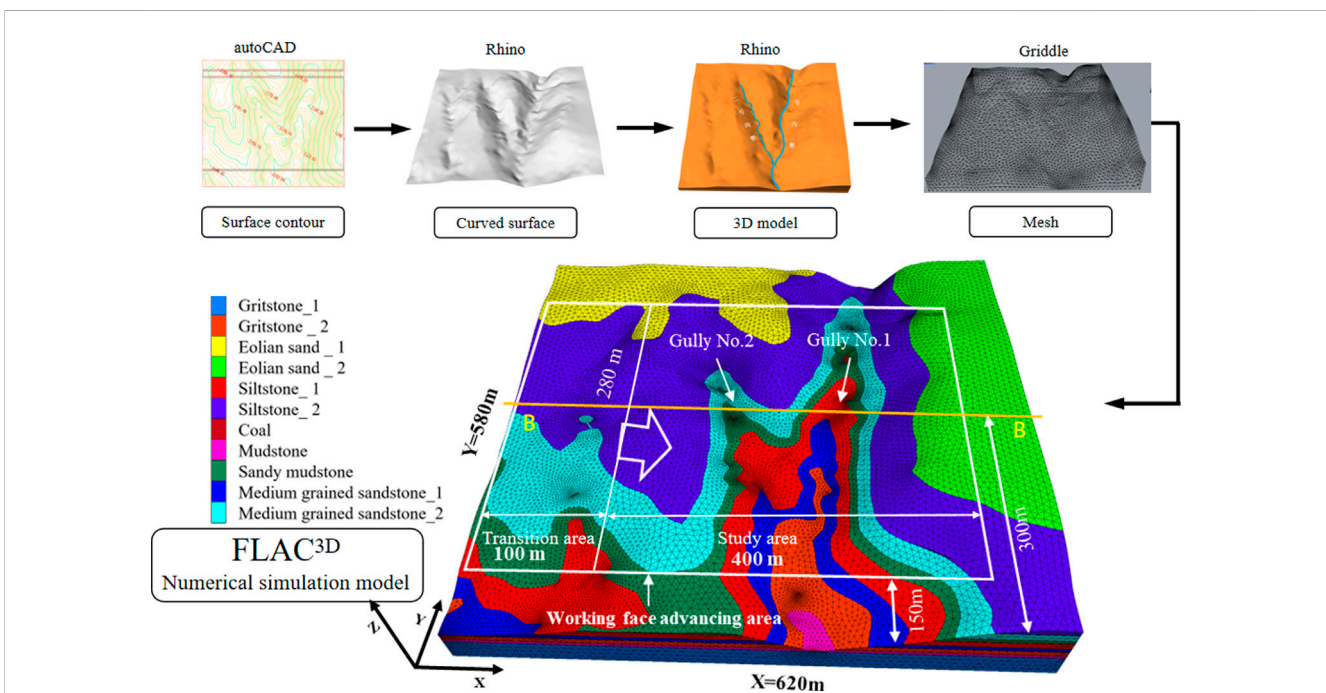 autoCAD
Rhino
Rhino
Griddle
Surface contour
Curved surface
3D model
Mesh
Gritstone_1
Gritstone _ 2
Eolian sand _ 1
Eolian sand _ 2
Siltstone_1
Siltstone_ 2
Coal
Mudstone
Sandy mudstone
Medium grained sandstone_1
Medium grained sandstone_2
FLAC3D
Numerical simulation model
Z
Y
X
Gully No.2
Gully No.1
280 m
Y=580m
B
B
Transition area
100 m
Study area
400 m
300m
Working face advancing area
150m
X=620m